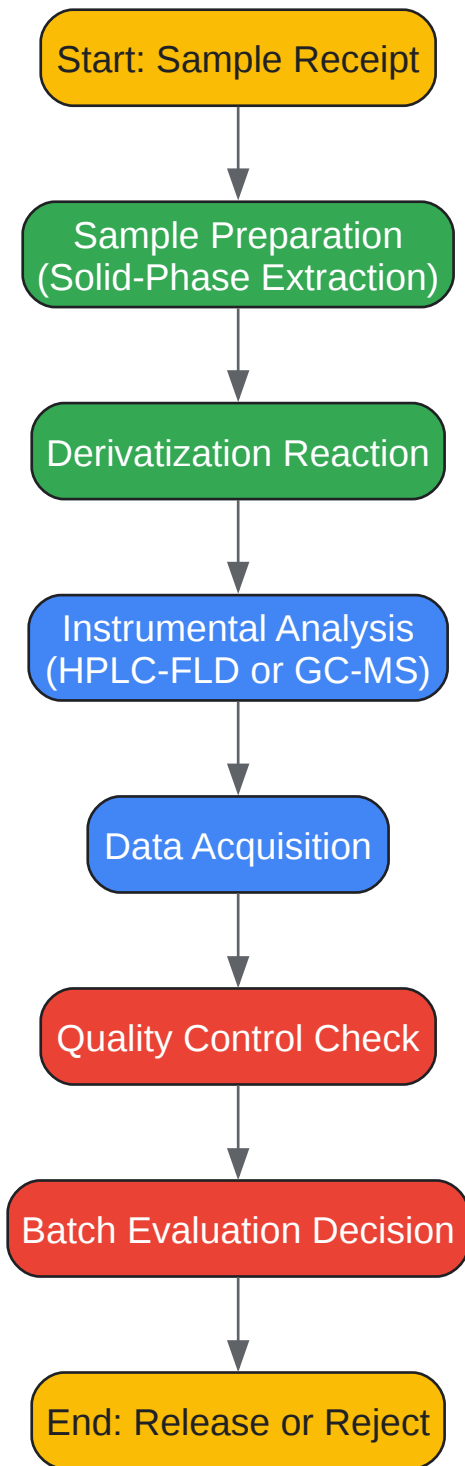 Start: Sample Receipt
Sample Preparation
(Solid-Phase Extraction)
Derivatization Reaction
Instrumental Analysis
(HPLC-FLD or GC-MS)
Data Acquisition
Quality Control Check
Batch Evaluation Decision
End: Release or Reject